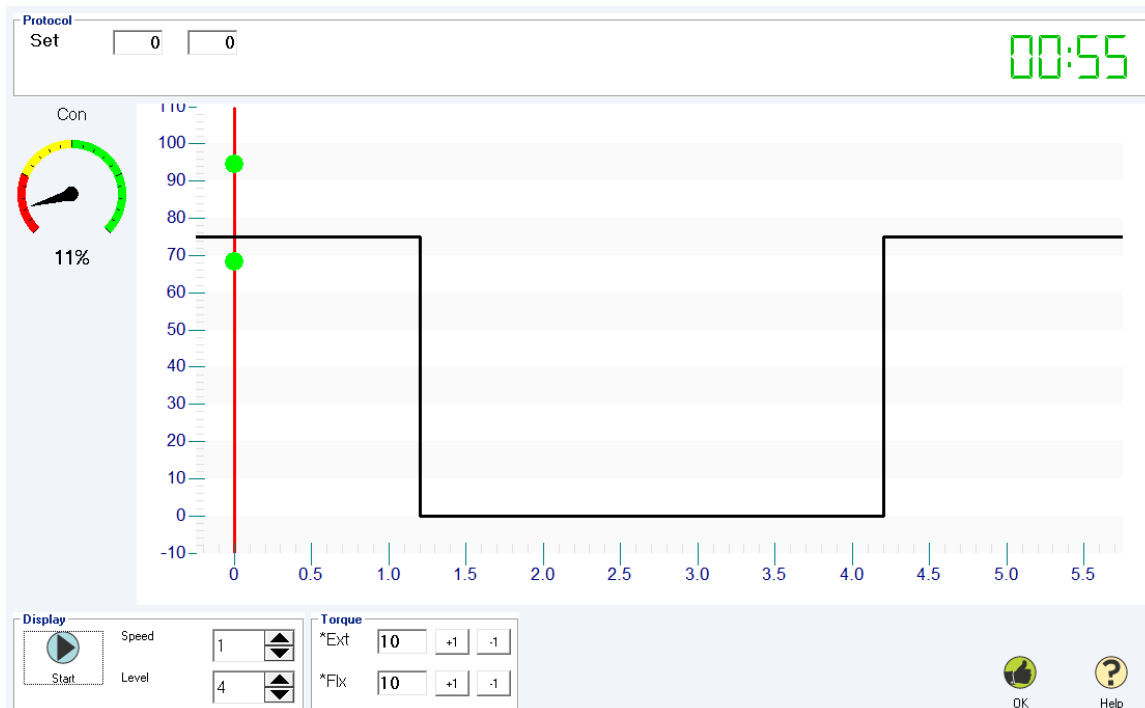 Protocol
Set 0 0
00:55
Con
11%
110
100
90
80
70
60
50
40
30
20
10
0
-10
0 0.5 1.0 1.5 2.0 2.5 3.0 3.5 4.0 4.5 5.0 5.5
Display
Start
Speed 1
Level 4
Torque
*Ext 10 +1 -1
*Flx 10 +1 -1
OK
Help